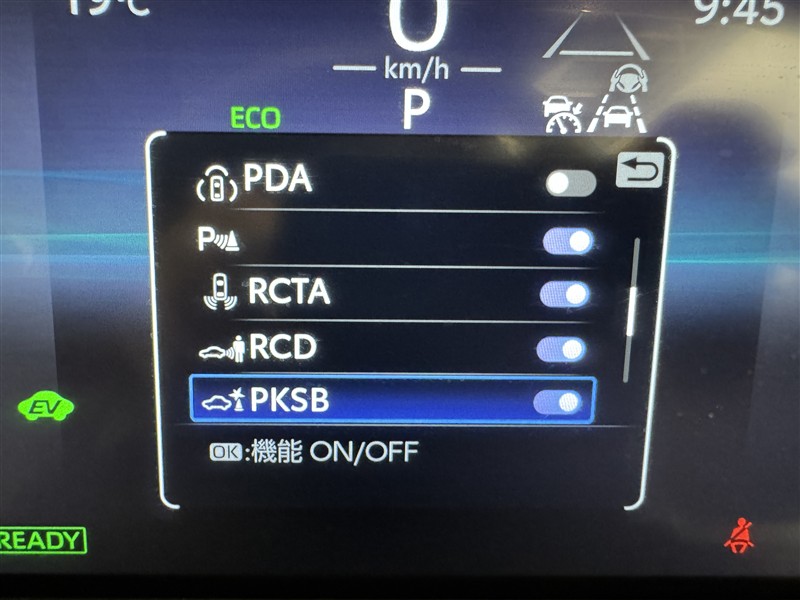 19℃
0
9:45
km/h
P
ECO
PDA
P
RCTA
RCD
EV
PKSB
OK:機能 ON/OFF
READY